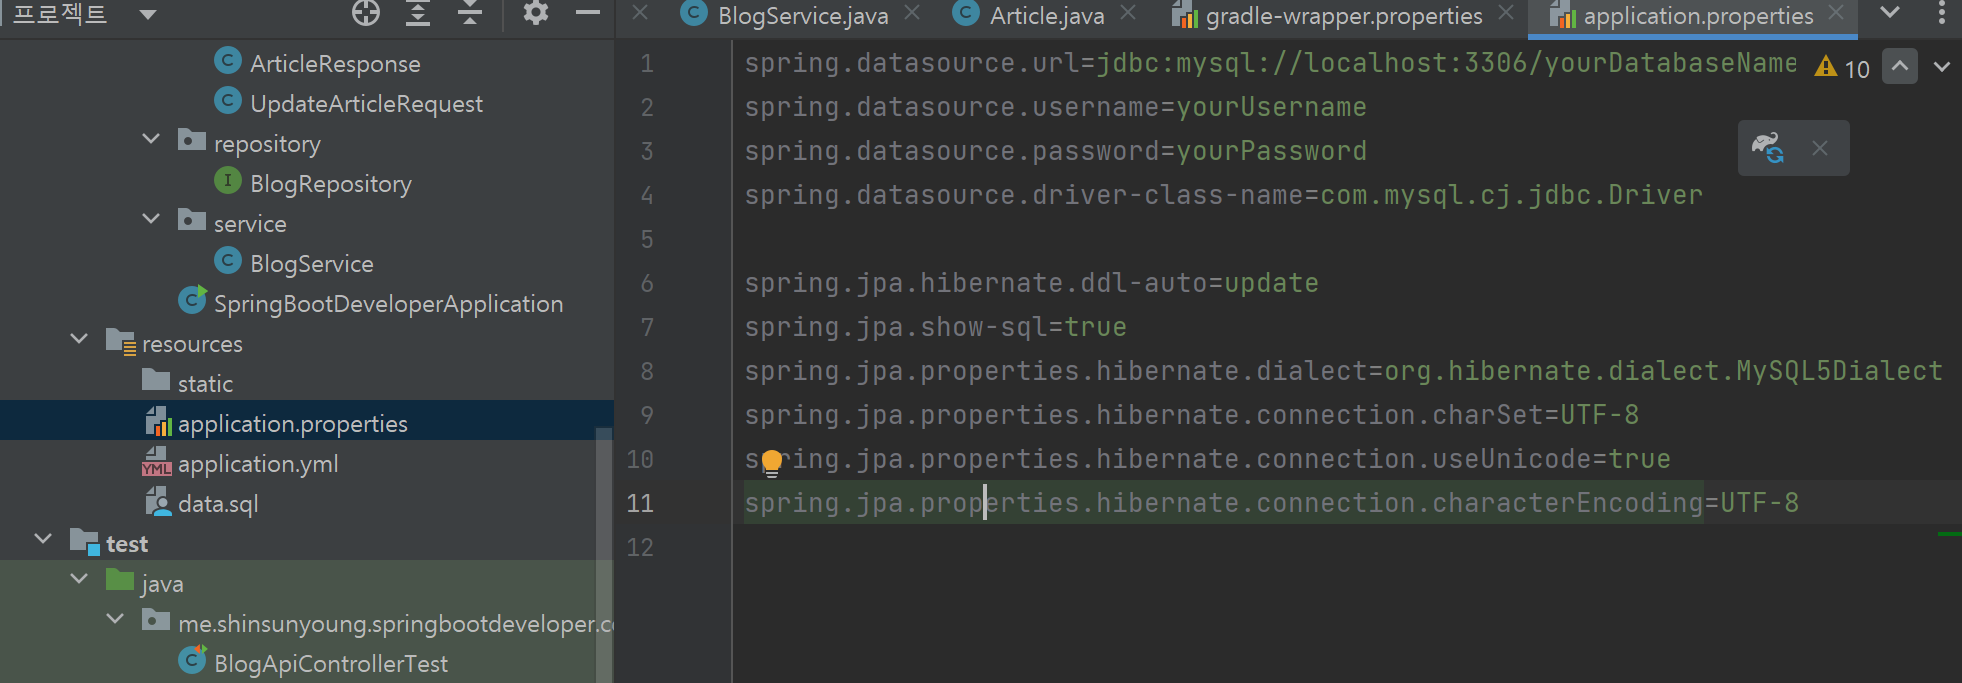 프로젝트
ArticleResponse
UpdateArticleRequest
repository
BlogRepository
service
BlogService
SpringBootDeveloperApplication
resources
static
application.properties
application.yml
data.sql
test
java
me.shinsunyoung.springbootdeveloper.c
BlogApiControllerTest
BlogService.java
Article.java
gradle-wrapper.properties
application.properties
1 spring.datasource.url=jdbc:mysql://localhost:3306/yourDatabaseName
10
2 spring.datasource.username=yourUsername
3 spring.datasource.password=yourPassword
4 spring.datasource.driver-class-name=com.mysql.cj.jdbc.Driver
5
6 spring.jpa.hibernate.ddl-auto=update
7 spring.jpa.show-sql=true
8 spring.jpa.properties.hibernate.dialect=org.hibernate.dialect.MySQL5Dialect
9 spring.jpa.properties.hibernate.connection.charSet=UTF-8
10 spring.jpa.properties.hibernate.connection.useUnicode=true
11 spring.jpa.properties.hibernate.connection.characterEncoding=UTF-8
12